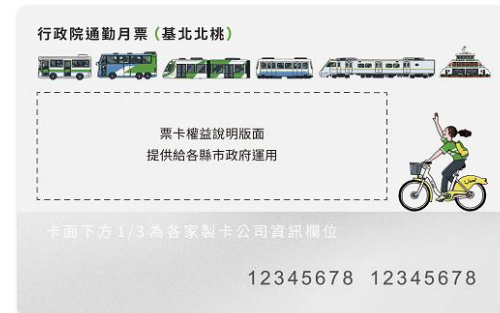 行政院通勤月票(基北北桃)
票卡權益說明版面
提供給各縣市政府運用
卡面下方1/3為各家製卡公司資訊欄位
12345678 12345678